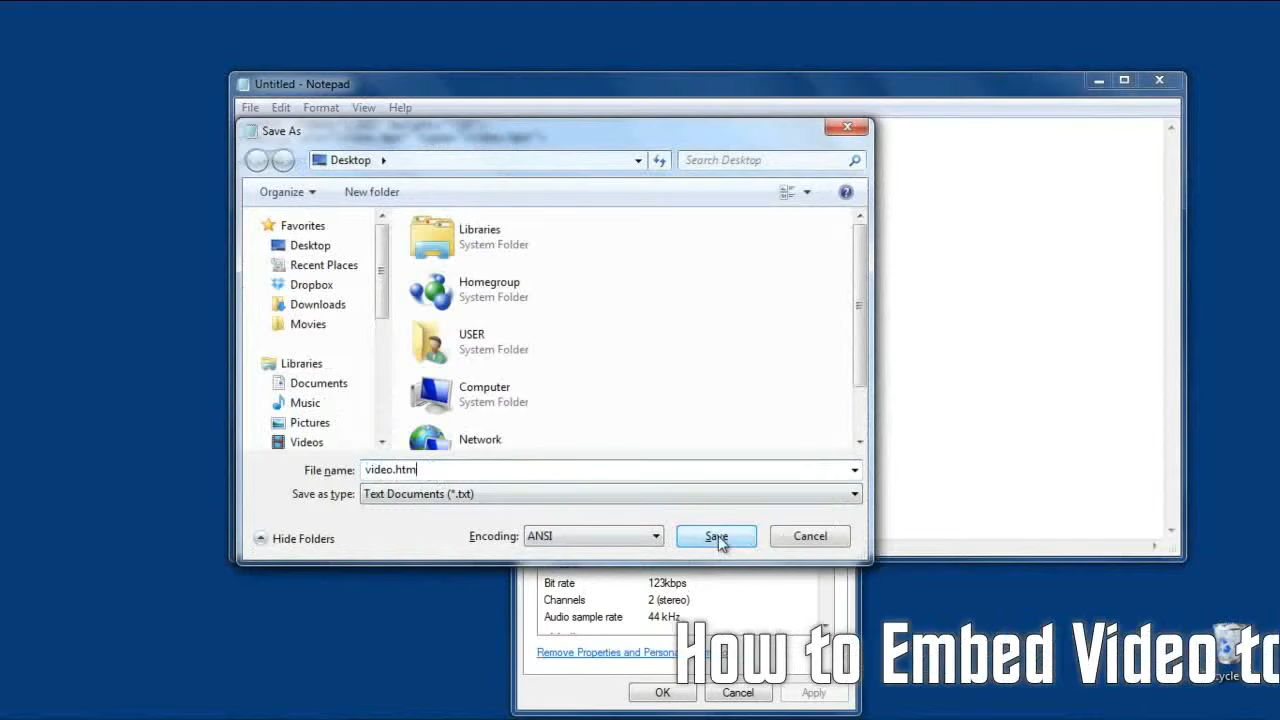 Untitled - Notepad
File Edit Format View Help
Save As
Desktop
Search Desktop
Organize New folder
Favorites
Desktop
Recent Places
Dropbox
Downloads
Movies
Libraries
Documents
Music
Pictures
Videos
Libraries
System Folder
Homegroup
System Folder
USER
System Folder
Computer
System Folder
Network
File name: video.htm
Save as type: Text Documents (*.txt)
Hide Folders
Encoding: ANSI
Save
Cancel
Bit rate 123kbps
Channels 2 (stereo)
Audio sample rate 44 kHz
Remove Properties and Persona
How to Embed Video to
OK Cancel Apply